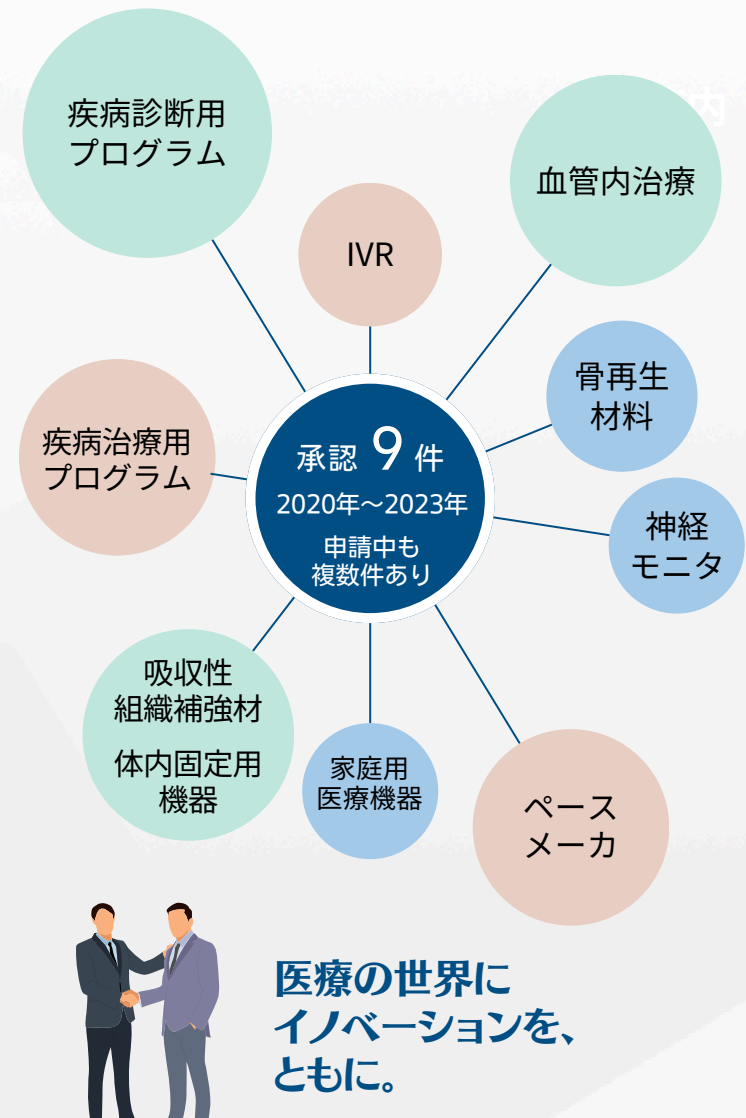 疾病診断用
プログラム
内
血管内治療
IVR
骨再生
材料
疾病治療用
プログラム
承認 9 件
2020年～2023年
申請中も
複数件あり
神経
モニタ
吸収性
組織補強材
体内固定用
機器
家庭用
医療機器
ペース
メーカ
医療の世界に
イノベーションを、
ともに。